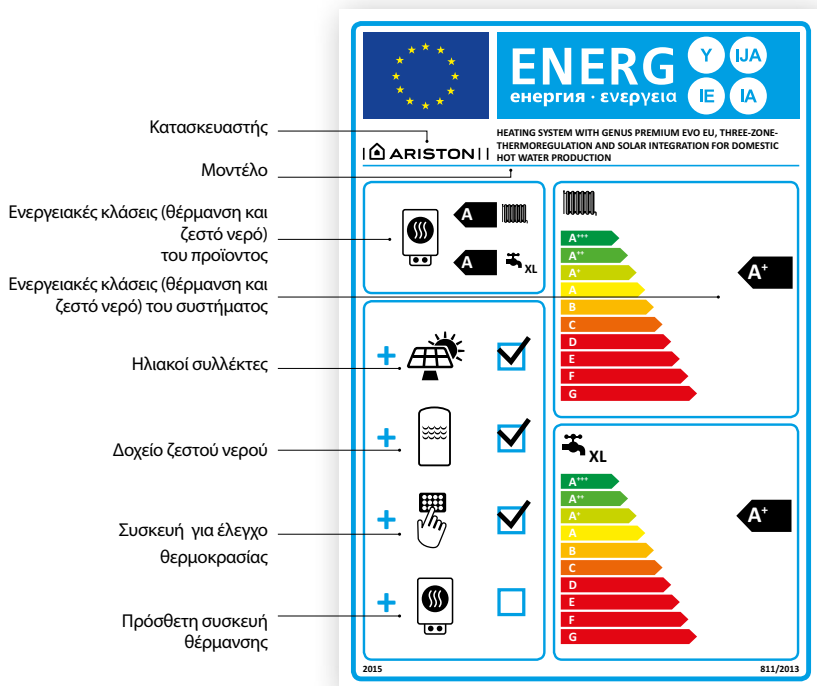 Κατασκευαστής
Μοντέλο
Ενεργειακές κλάσεις (θέρμανση και
ζεστό νερό)
του προϊοντος
Ενεργειακές κλάσεις (θέρμανση και
ζεστό νερό) του συστήματος
Ηλιακοί συλλέκτες
Δοχείο ζεστού νερού
Συσκευή για έλεγχο
θερμοκρασίας
Πρόσθετη συσκευή
θέρμανσης
ENERG
енергия · ενεργεια
Y IJA
IE IA
ARISTON
HEATING SYSTEM WITH GENUS PREMIUM EVO EU, THREE-ZONE-
THERMOREGULATION AND SOLAR INTEGRATION FOR DOMESTIC
HOT WATER PRODUCTION
A
A
XL
+
+
+
+
A+++
A++
A+
A
B
C
D
E
F
G
A+
XL
A+++
A++
A+
A
B
C
D
E
F
G
A+
2015
811/2013